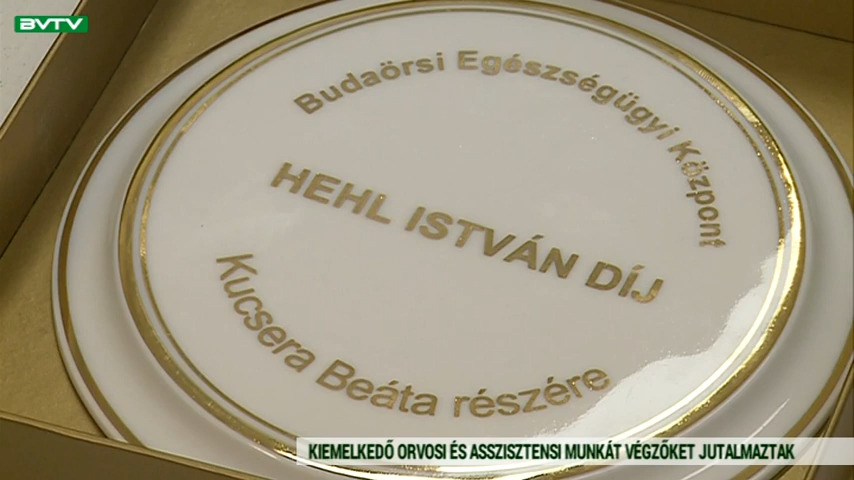 BVTV
Budaörsi Egészségügyi Központ
HEHL ISTVÁN DÍJ
Kucsera Beáta részére
KIEMELKEDŐ ORVOSI ÉS ASSZISZTENSI MUNKÁT VÉGZŐKET JUTALMAZTAK